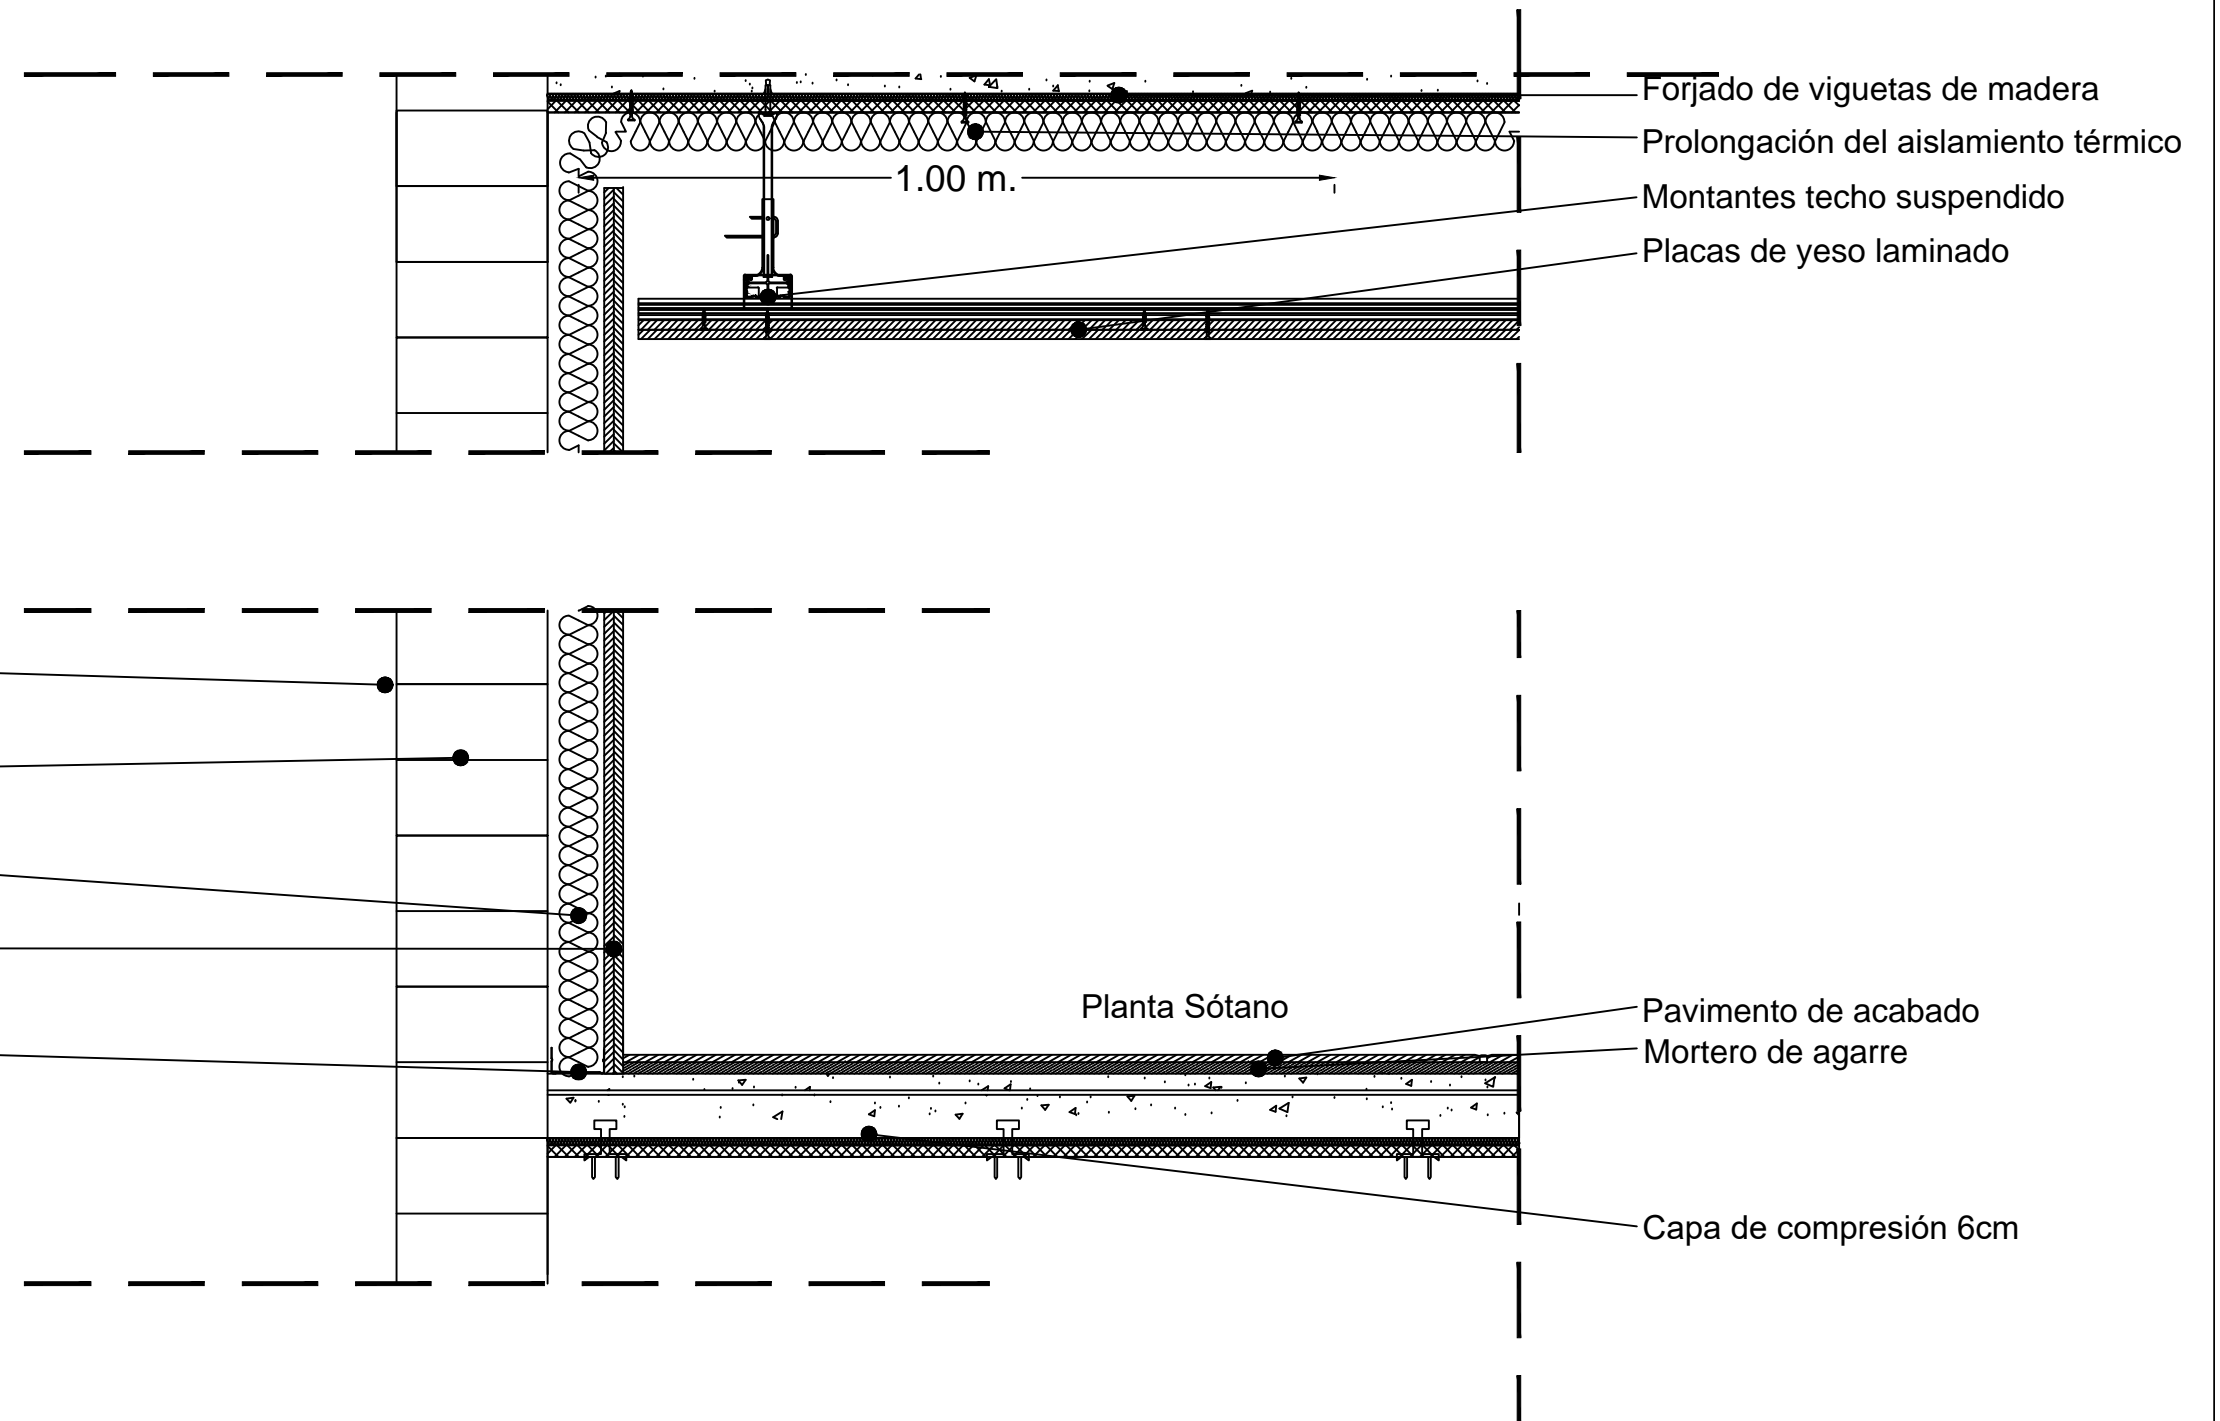 Forjado de viguetas de madera
Prolongación del aislamiento térmico
1.00 m.
Montantes techo suspendido
Placas de yeso laminado
Planta Sótano
Pavimento de acabado
Mortero de agarre
Capa de compresión 6cm